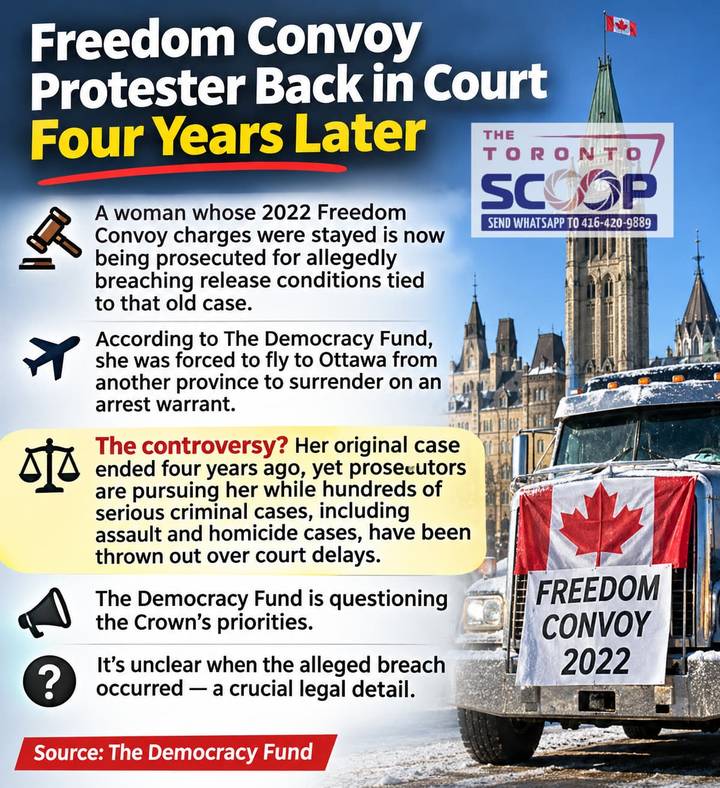 Freedom Convoy
Protester Back in Court
Four Years Later
THE
TORONTO
SCOOP
SEND WHATSAPP TO 416-420-9889
A woman whose 2022 Freedom
Convoy charges were stayed is now
being prosecuted for allegedly
breaching release conditions tied
to that old case.
According to The Democracy Fund,
she was forced to fly to Ottawa from
another province to surrender on an
arrest warrant.
The controversy? Her original case
ended four years ago, yet prosecutors
are pursuing her while hundreds of
serious criminal cases, including
assault and homicide cases, have been
thrown out over court delays.
The Democracy Fund is questioning
the Crown's priorities.
?
It's unclear when the alleged breach
occurred — a crucial legal detail.
FREEDOM
CONVOY
2022
Source: The Democracy Fund